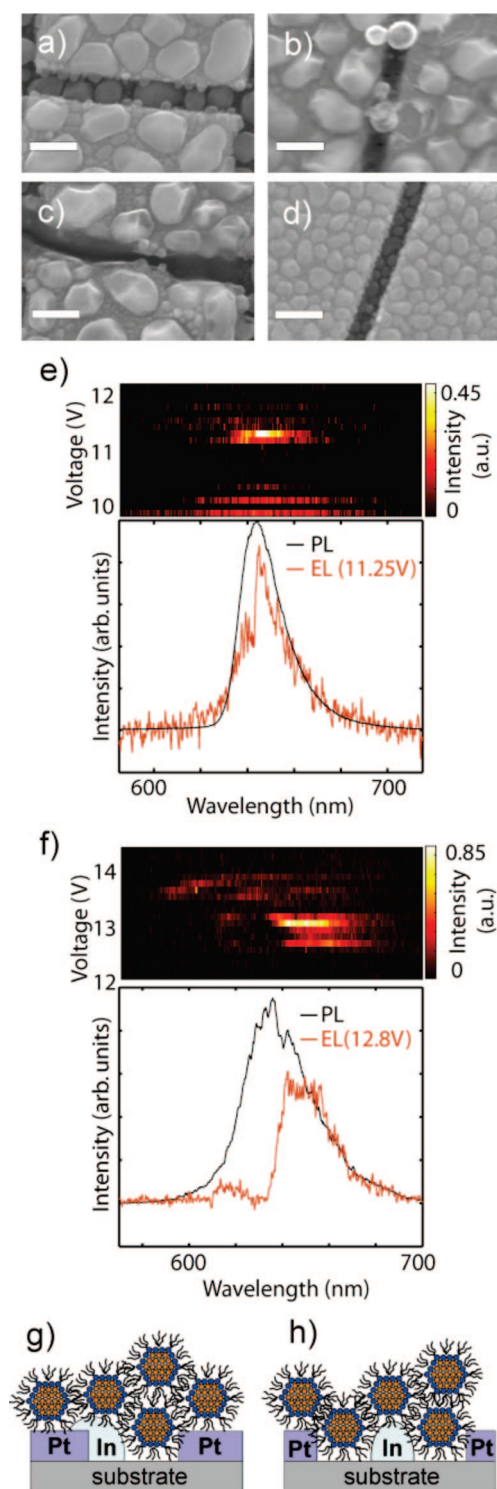 a)
b)
c)
d)
e)
12
11
10
Voltage (V)
0.45
0
Intensity
(a.u.)
PL
EL (11.25V)
Intensity (arb. units)
600
700
Wavelength (nm)
f)
14
13
12
Voltage (V)
0.85
0
Intensity
(a.u.)
PL
EL(12.8V)
Intensity (arb. units)
600
700
Wavelength (nm)
g)
Pt
In
Pt
substrate
h)
Pt
In
Pt
substrate